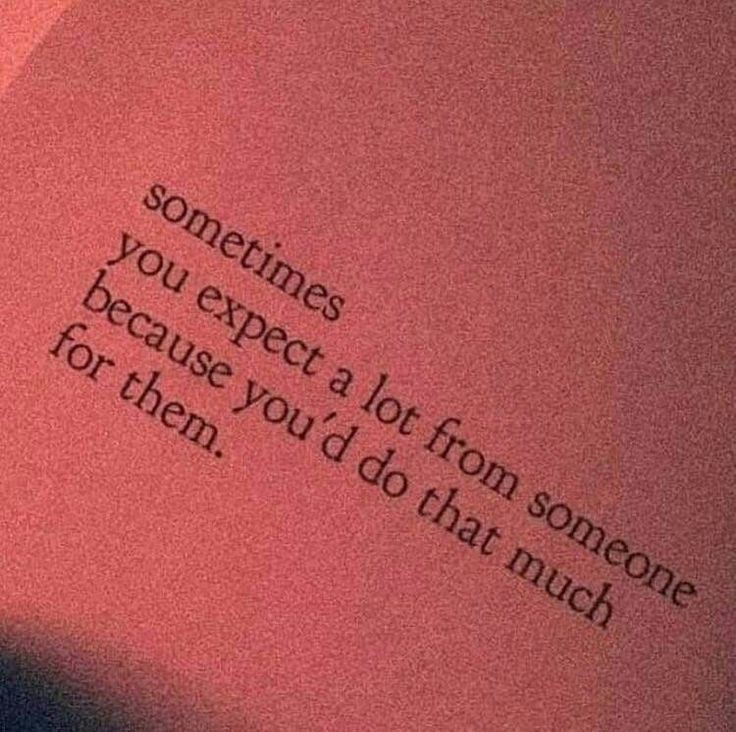 sometimes
you expect a lot from someone
because you'd do that much
for them.